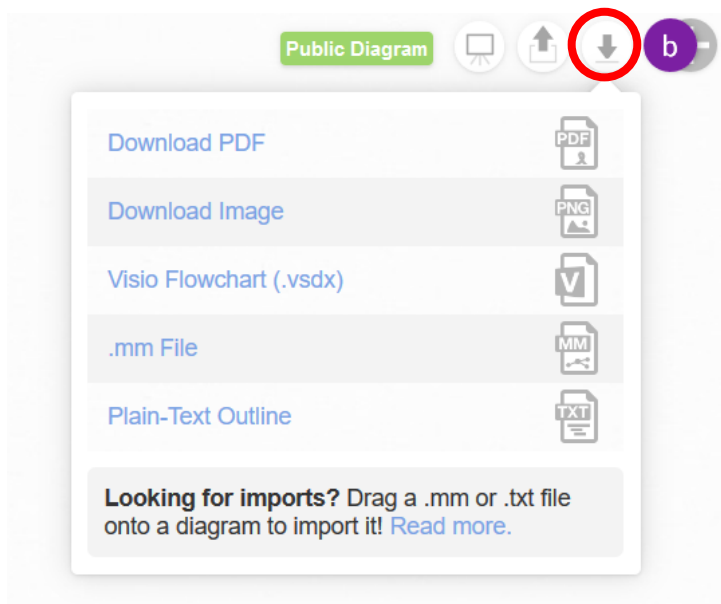 Public Diagram
b
Download PDF
PDF
Download Image
PNG
Visio Flowchart (.vsdx)
V
.mm File
MM
Plain-Text Outline
TXT
Looking for imports? Drag a .mm or .txt file
onto a diagram to import it! Read more.